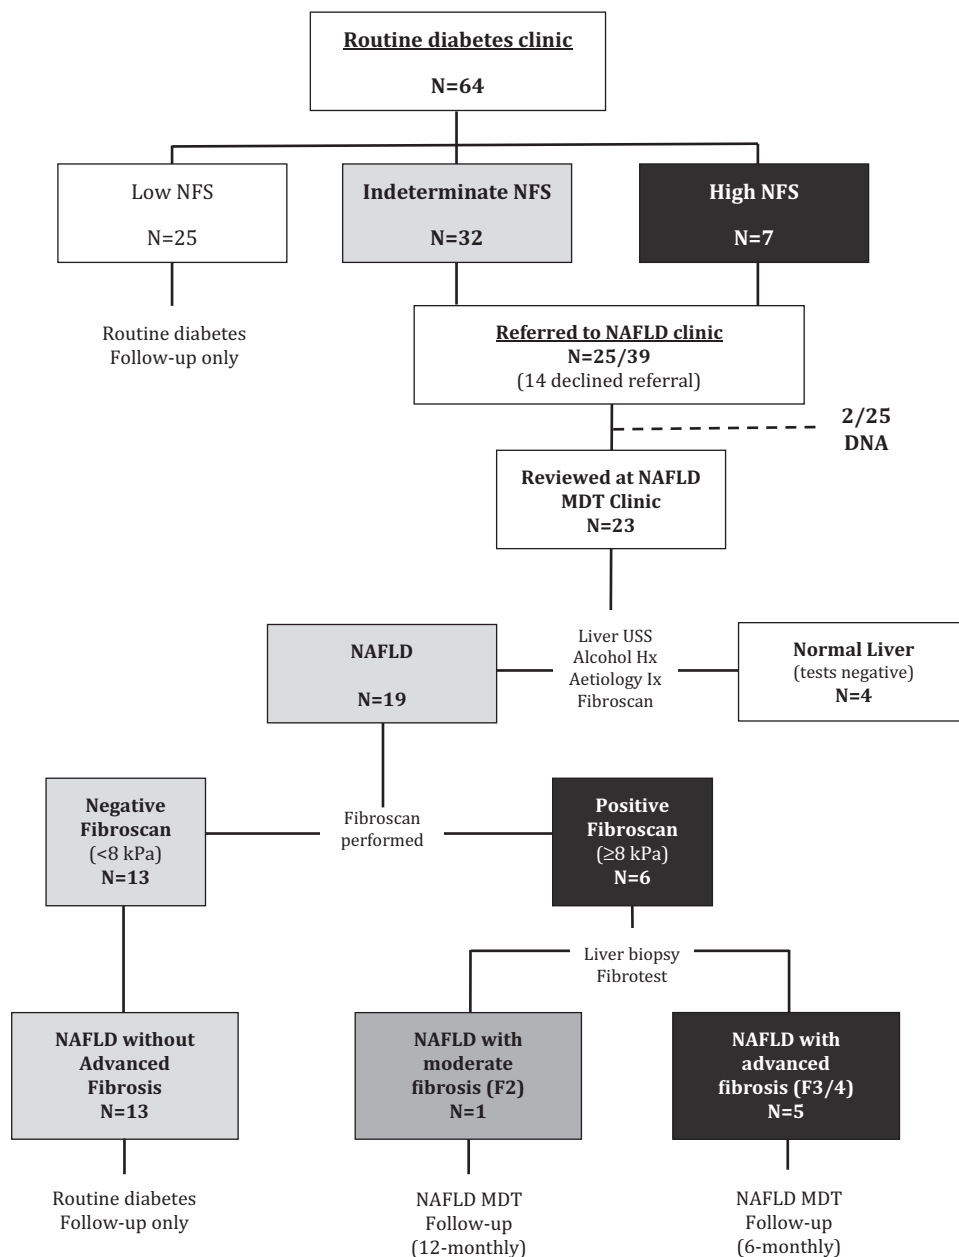 Routine diabetes clinic
N=64
Low NFS
N=25
Indeterminate NFS
N=32
High NFS
N=7
Routine diabetes
Follow-up only
Referred to NAFLD clinic
N=25/39
(14 declined referral)
2/25
DNA
Reviewed at NAFLD
MDT Clinic
N=23
NAFLD
N=19
Liver USS
Alcohol Hx
Aetiology Ix
Fibroscan
Normal Liver
(tests negative)
N=4
Negative
Fibroscan
(<8 kPa)
N=13
Fibroscan
performed
Positive
Fibroscan
(≥8 kPa)
N=6
Liver biopsy
Fibrotest
NAFLD without
Advanced
Fibrosis
N=13
NAFLD with
moderate
fibrosis (F2)
N=1
NAFLD with
advanced
fibrosis (F3/4)
N=5
Routine diabetes
Follow-up only
NAFLD MDT
Follow-up
(12-monthly)
NAFLD MDT
Follow-up
(6-monthly)